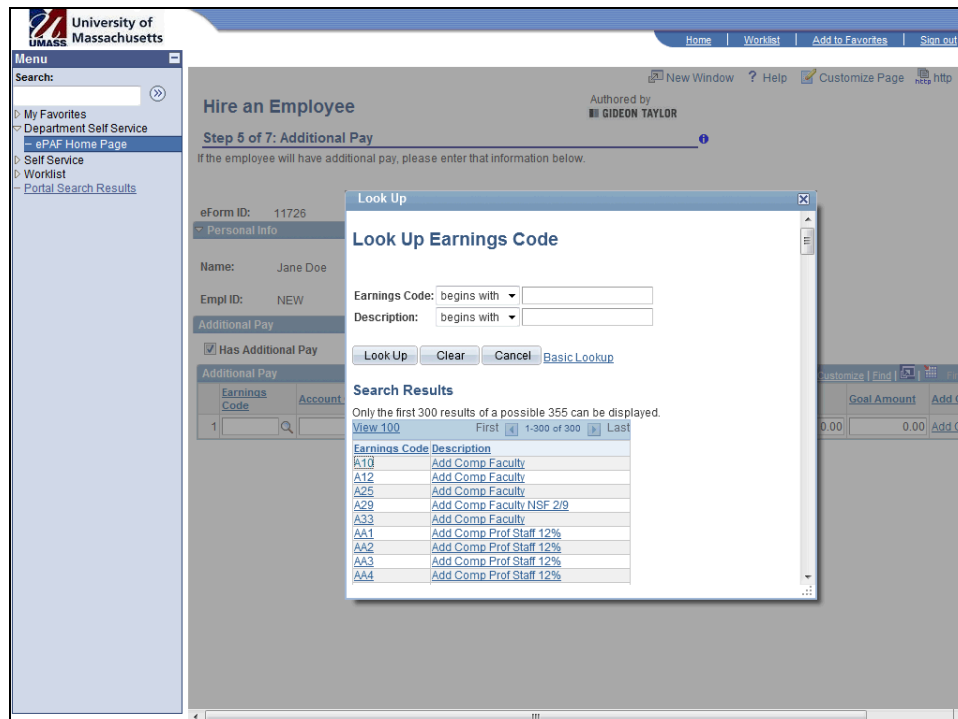 University of
Massachusetts
UMASS
Home | Worklist | Add to Favorites | Sign out
Menu
Search:
My Favorites
Department Self Service
– ePAF Home Page
Self Service
Worklist
– Portal Search Results
New Window ? Help Customize Page http
Hire an Employee
Authored by
GIDEON TAYLOR
Step 5 of 7: Additional Pay
If the employee will have additional pay, please enter that information below.
eForm ID: 11726
Personal Info
Name: Jane Doe
Empl ID: NEW
Additional Pay
Has Additional Pay
Additional Pay
Customize | Find |
Earnings Code
Account
Goal Amount
Add
1
0.00
0.00
Add
Look Up
Look Up Earnings Code
Earnings Code: begins with
Description: begins with
Look Up Clear Cancel Basic Lookup
Search Results
Only the first 300 results of a possible 355 can be displayed.
View 100 First 1-300 of 300 Last
Earnings Code Description
A10 Add Comp Faculty
A12 Add Comp Faculty
A25 Add Comp Faculty
A29 Add Comp Faculty NSF 2/9
A33 Add Comp Faculty
AA1 Add Comp Prof Staff 12%
AA2 Add Comp Prof Staff 12%
AA3 Add Comp Prof Staff 12%
AA4 Add Comp Prof Staff 12%